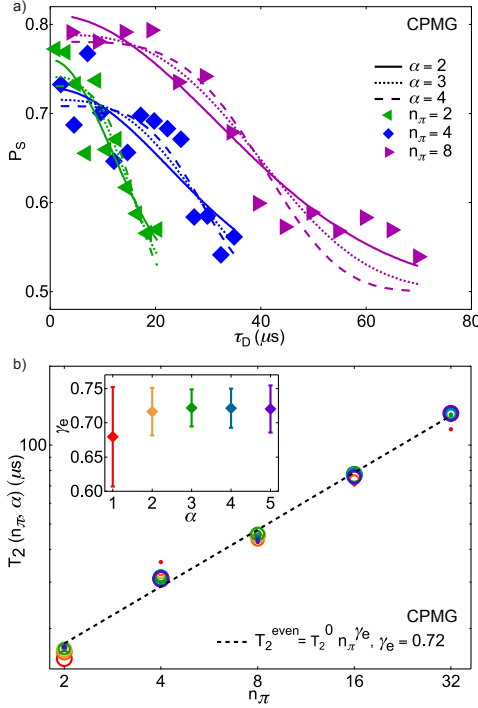 a)
CPMG
0.8
0.7
0.6
0.5
P_S
α = 2
α = 3
α = 4
n_π = 2
n_π = 4
n_π = 8
0 20 40 60 80
τ_D (μs)
b)
0.75
0.70
0.65
0.60
γ_e
1 2 3 4 5
α
100
T_2 (n_π, α) (μs)
CPMG
T_2^even = T_2^0 n_π^γ_e, γ_e = 0.72
2 4 8 16 32
n_π